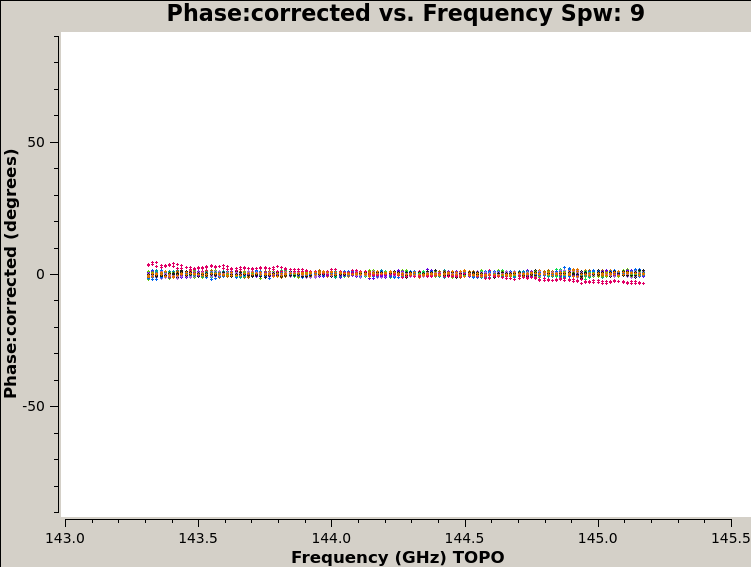 Phase:corrected vs. Frequency Spw: 9
Phase:corrected (degrees)
50
0
-50
143.0 143.5 144.0 144.5 145.0 145.5
Frequency (GHz) TOPO